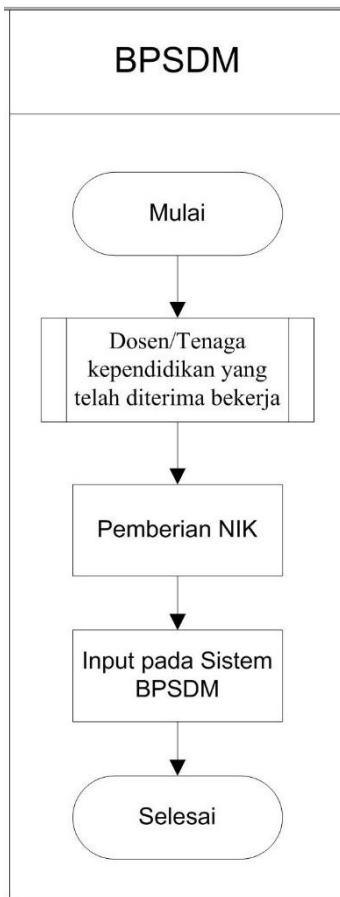 BPSDM
Mulai
Dosen/Tenaga
kependidikan yang
telah diterima bekerja
Pemberian NIK
Input pada Sistem
BPSDM
Selesai